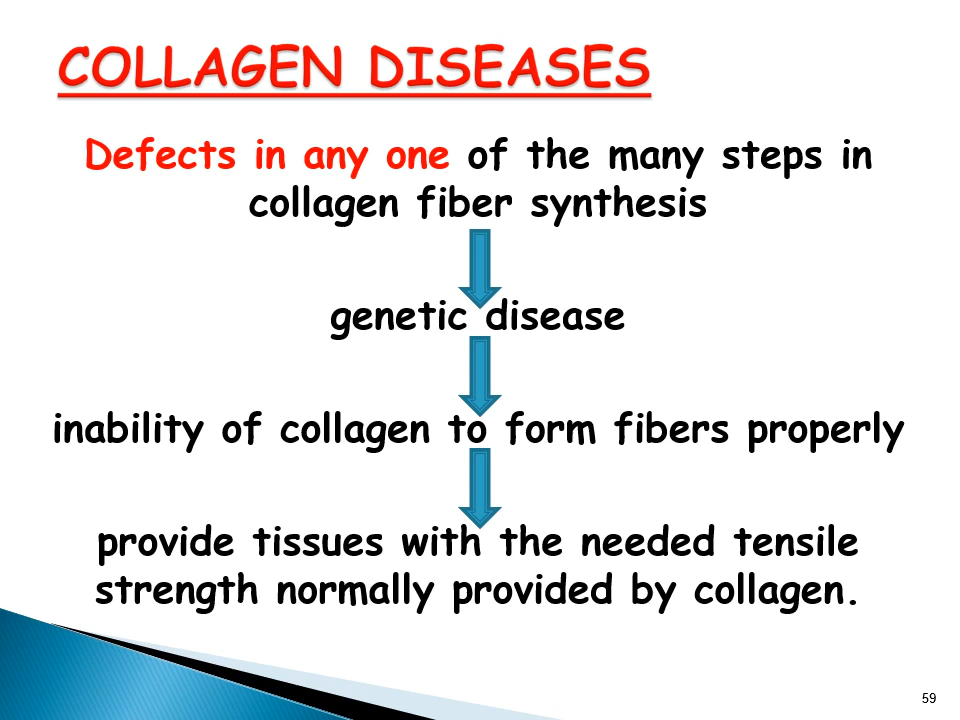 COLLAGEN DISEASES
Defects in any one of the many steps in
collagen fiber synthesis
genetic disease
inability of collagen to form fibers properly
provide tissues with the needed tensile
strength normally provided by collagen.
59